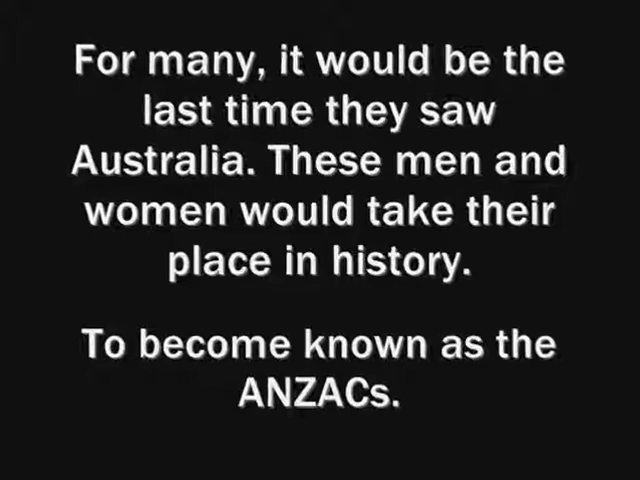 For many, it would be the
last time they saw
Australia. These men and
women would take their
place in history.
To become known as the
ANZACs.